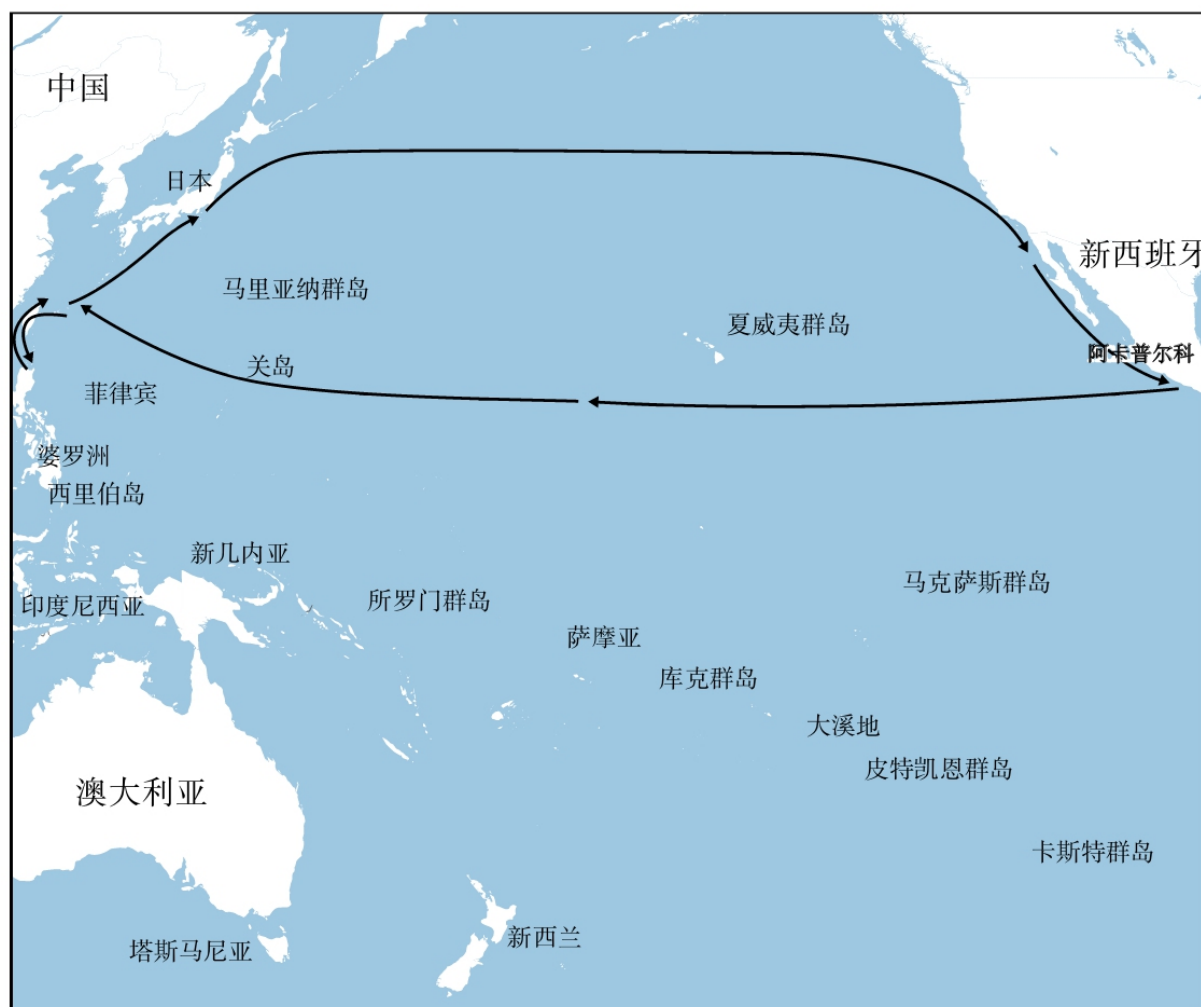 中国
日本
新西班牙
马里亚纳群岛
夏威夷群岛
阿卡普尔科
关岛
菲律宾
婆罗洲
西里伯岛
新几内亚
马克萨斯群岛
印度尼西亚
所罗门群岛
萨摩亚
库克群岛
大溪地
皮特凯恩群岛
澳大利亚
卡斯特群岛
新西兰
塔斯马尼亚